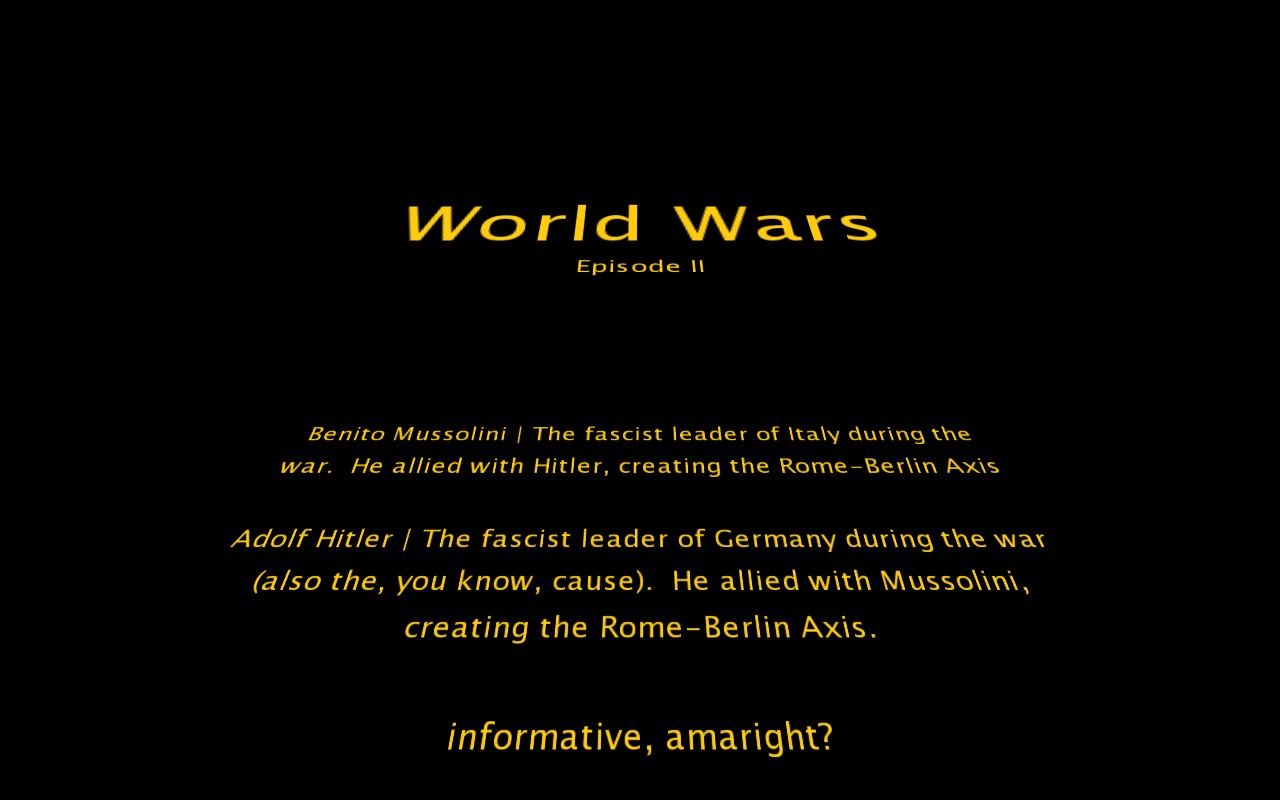 World Wars
Episode II
Benito Mussolini | The fascist leader of Italy during the
war.  He allied with Hitler, creating the Rome-Berlin Axis
Adolf Hitler | The fascist leader of Germany during the war
(also the, you know, cause).  He allied with Mussolini,
creating the Rome-Berlin Axis.
informative, amaright?